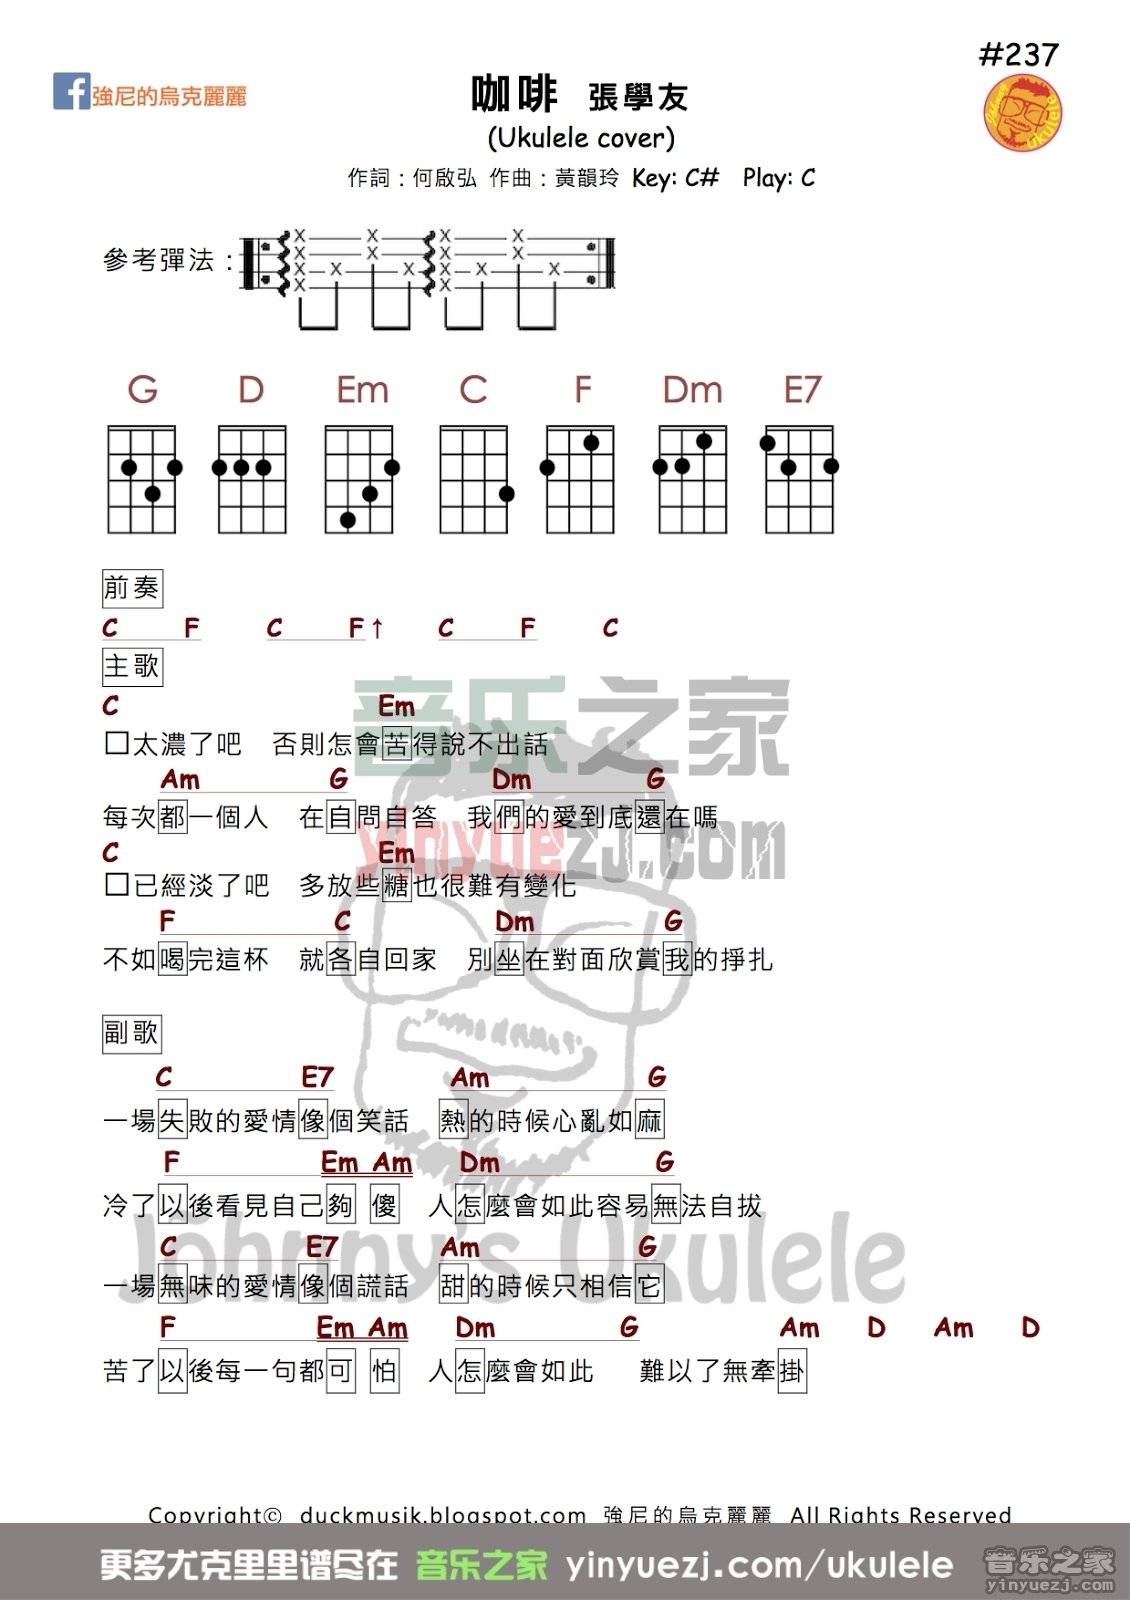 #237
強尼的烏克麗麗
咖啡 張學友
(Ukulele cover)
作詞：何啟弘 作曲：黃韻玲 Key: C# Play: C
參考彈法：
G D Em C F Dm E7
前奏
C F C F↑ C F C
主歌
C Em
□太濃了吧 否則怎會苦得說不出話
Am G Dm G
每次都一個人 在自問自答 我們的愛到底還在嗎
C Em
□已經淡了吧 多放些糖也很難有變化
F C Dm G
不如喝完這杯 就各自回家 別坐在對面欣賞我的掙扎
副歌
C E7 Am G
一場失敗的愛情像個笑話 熱的時候心亂如麻
F Em Am Dm G
冷了以後看見自己夠 傻 人怎麼會如此容易無法自拔
C E7 Am G
一場無味的愛情像個謊話 甜的時候只相信它
F Em Am Dm G Am D Am D
苦了以後每一句都可 怕 人怎麼會如此 難以了無牽掛
音乐之家
yinyuezj.com
Johnny's Ukulele
Copyright© duckmusik.blogspot.com 強尼的烏克麗麗 All Rights Reserved
更多尤克里里谱尽在 音乐之家 yinyuezj.com/ukulele
音乐之家
yinyuezj.com